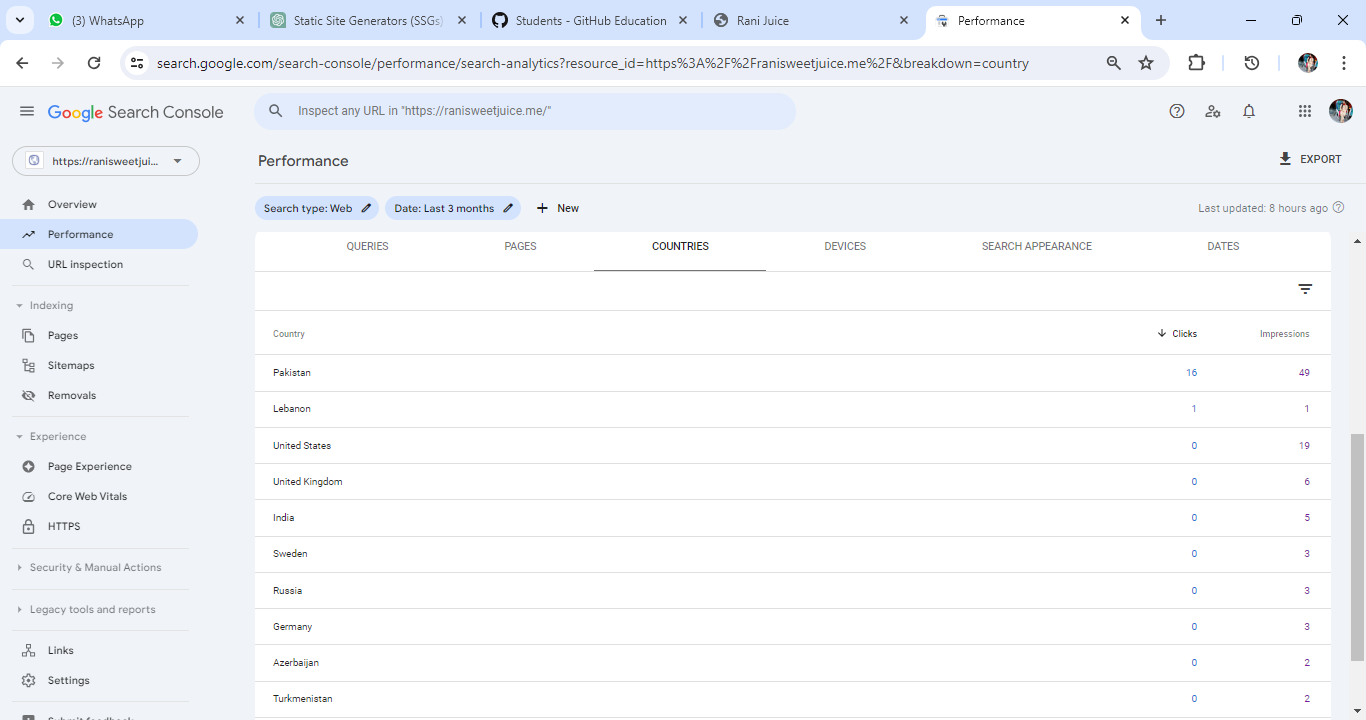 (3) WhatsApp
Static Site Generators (SSGs)
Students - GitHub Education
Rani Juice
Performance
search.google.com/search-console/performance/search-analytics?resource_id=https%3A%2F%2Franisweetjuice.me%2F&breakdown=country
Google Search Console
Inspect any URL in "https://ranisweetjuice.me/"
https://ranisweetjui...
Overview
Performance
URL inspection
Indexing
Pages
Sitemaps
Removals
Experience
Page Experience
Core Web Vitals
HTTPS
Security & Manual Actions
Legacy tools and reports
Links
Settings
Submit feedback
Performance
EXPORT
Search type: Web
Date: Last 3 months
New
Last updated: 8 hours ago
QUERIES PAGES COUNTRIES DEVICES SEARCH APPEARANCE DATES
Country Clicks Impressions
Pakistan 16 49
Lebanon 1 1
United States 0 19
United Kingdom 0 6
India 0 5
Sweden 0 3
Russia 0 3
Germany 0 3
Azerbaijan 0 2
Turkmenistan 0 2